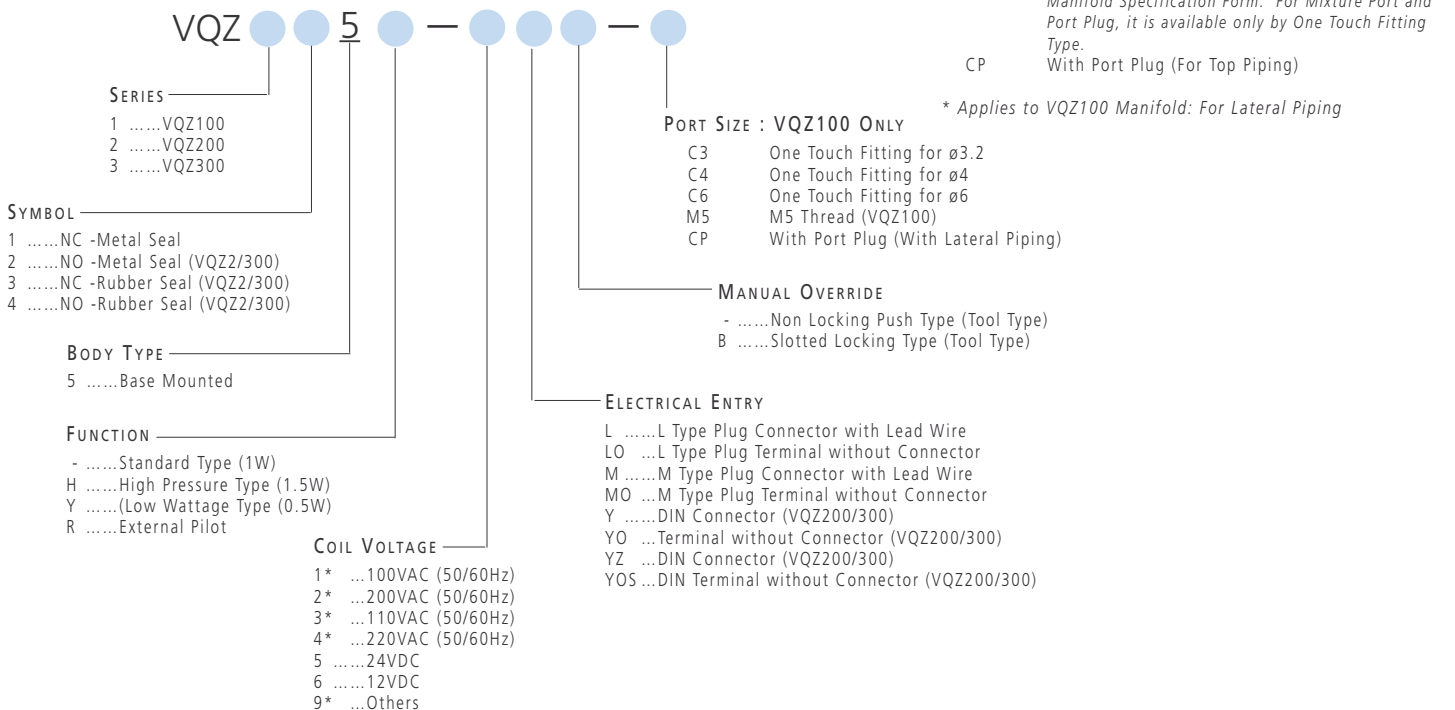 Manifold Specification Form. For Mixture Port and
Port Plug, it is available only by One Touch Fitting
Type.
CP With Port Plug (For Top Piping)
* Applies to VQZ100 Manifold: For Lateral Piping
VQZ 5 — —
SERIES
1 ......VQZ100
2 ......VQZ200
3 ......VQZ300
SYMBOL
1 ......NC -Metal Seal
2 ......NO -Metal Seal (VQZ2/300)
3 ......NC -Rubber Seal (VQZ2/300)
4 ......NO -Rubber Seal (VQZ2/300)
BODY TYPE
5 ......Base Mounted
FUNCTION
- ......Standard Type (1W)
H ......High Pressure Type (1.5W)
Y ......(Low Wattage Type (0.5W)
R ......External Pilot
COIL VOLTAGE
1* ...100VAC (50/60Hz)
2* ...200VAC (50/60Hz)
3* ...110VAC (50/60Hz)
4* ...220VAC (50/60Hz)
5 ......24VDC
6 ......12VDC
9* ...Others
PORT SIZE : VQZ100 ONLY
C3 One Touch Fitting for ø3.2
C4 One Touch Fitting for ø4
C6 One Touch Fitting for ø6
M5 M5 Thread (VQZ100)
CP With Port Plug (With Lateral Piping)
MANUAL OVERRIDE
- ......Non Locking Push Type (Tool Type)
B ......Slotted Locking Type (Tool Type)
ELECTRICAL ENTRY
L ......L Type Plug Connector with Lead Wire
LO ...L Type Plug Terminal without Connector
M ......M Type Plug Connector with Lead Wire
MO ...M Type Plug Terminal without Connector
Y ......DIN Connector (VQZ200/300)
YO ...Terminal without Connector (VQZ200/300)
YZ ...DIN Connector (VQZ200/300)
YOS ...DIN Terminal without Connector (VQZ200/300)